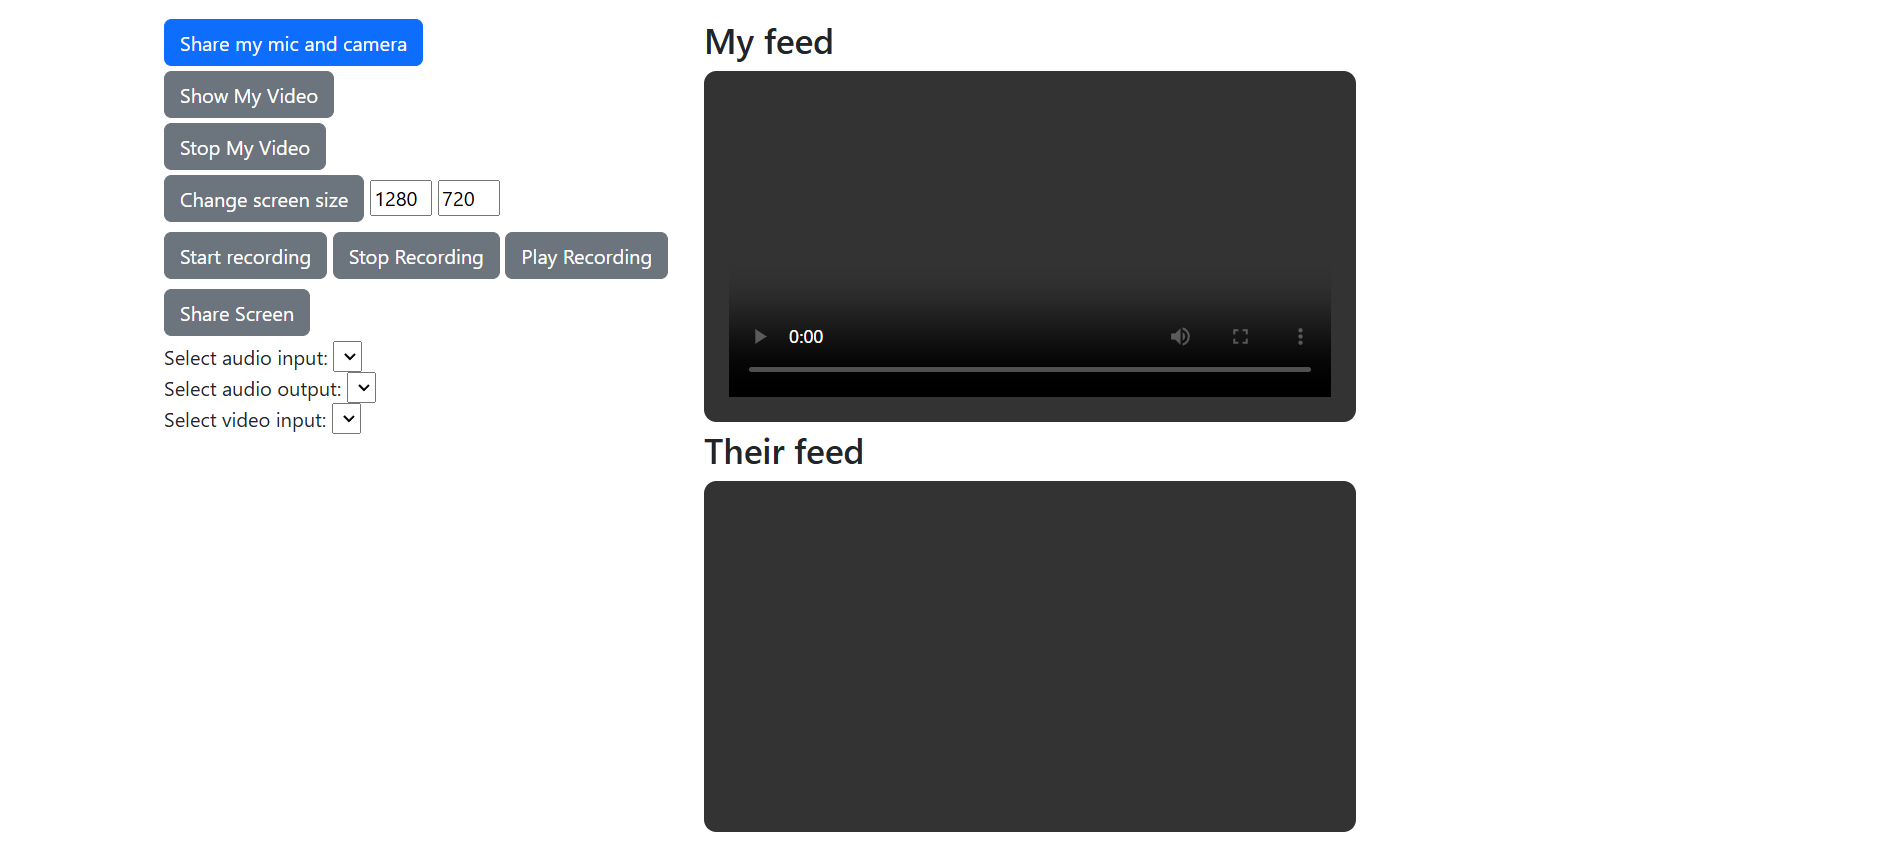 Share my mic and camera
Show My Video
Stop My Video
Change screen size 1280 720
Start recording Stop Recording Play Recording
Share Screen
Select audio input:
Select audio output:
Select video input:
My feed
0:00
Their feed